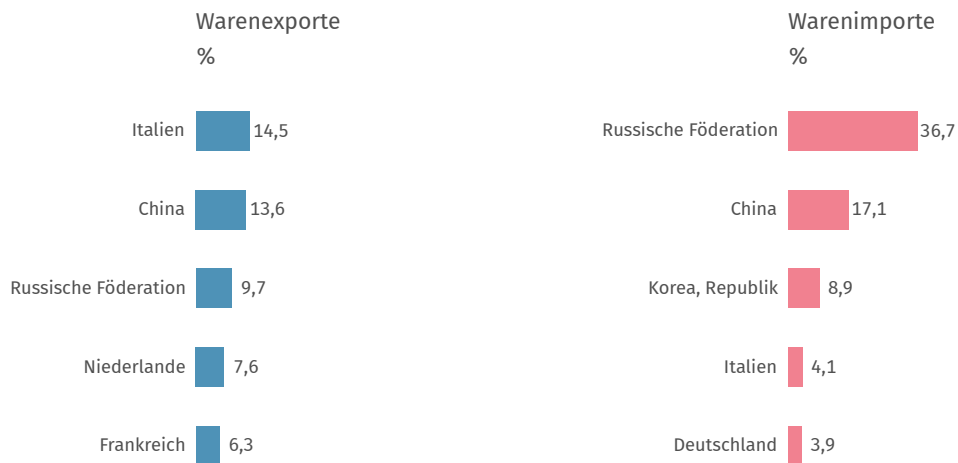 Warenexporte
%
Italien 14,5
China 13,6
Russische Föderation 9,7
Niederlande 7,6
Frankreich 6,3
Warenimporte
%
Russische Föderation 36,7
China 17,1
Korea, Republik 8,9
Italien 4,1
Deutschland 3,9